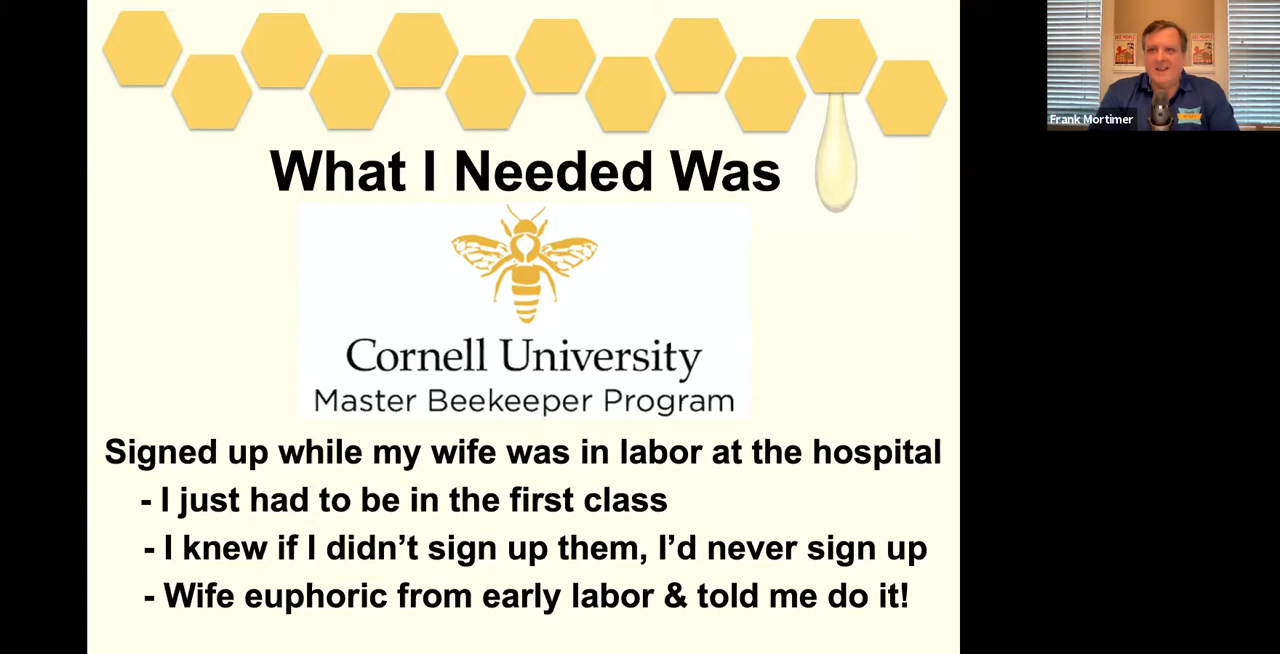 What I Needed Was
Cornell University
Master Beekeeper Program
Signed up while my wife was in labor at the hospital
- I just had to be in the first class
- I knew if I didn’t sign up them, I’d never sign up
- Wife euphoric from early labor & told me do it!
Frank Mortimer